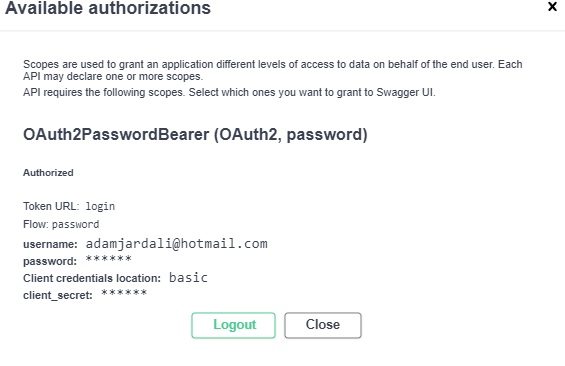 Available authorizations
x
Scopes are used to grant an application different levels of access to data on behalf of the end user. Each
API may declare one or more scopes.
API requires the following scopes. Select which ones you want to grant to Swagger UI.
OAuth2PasswordBearer (OAuth2, password)
Authorized
Token URL: login
Flow: password
username: adamjardali@hotmail.com
password: ******
Client credentials location: basic
client_secret: ******
Logout Close